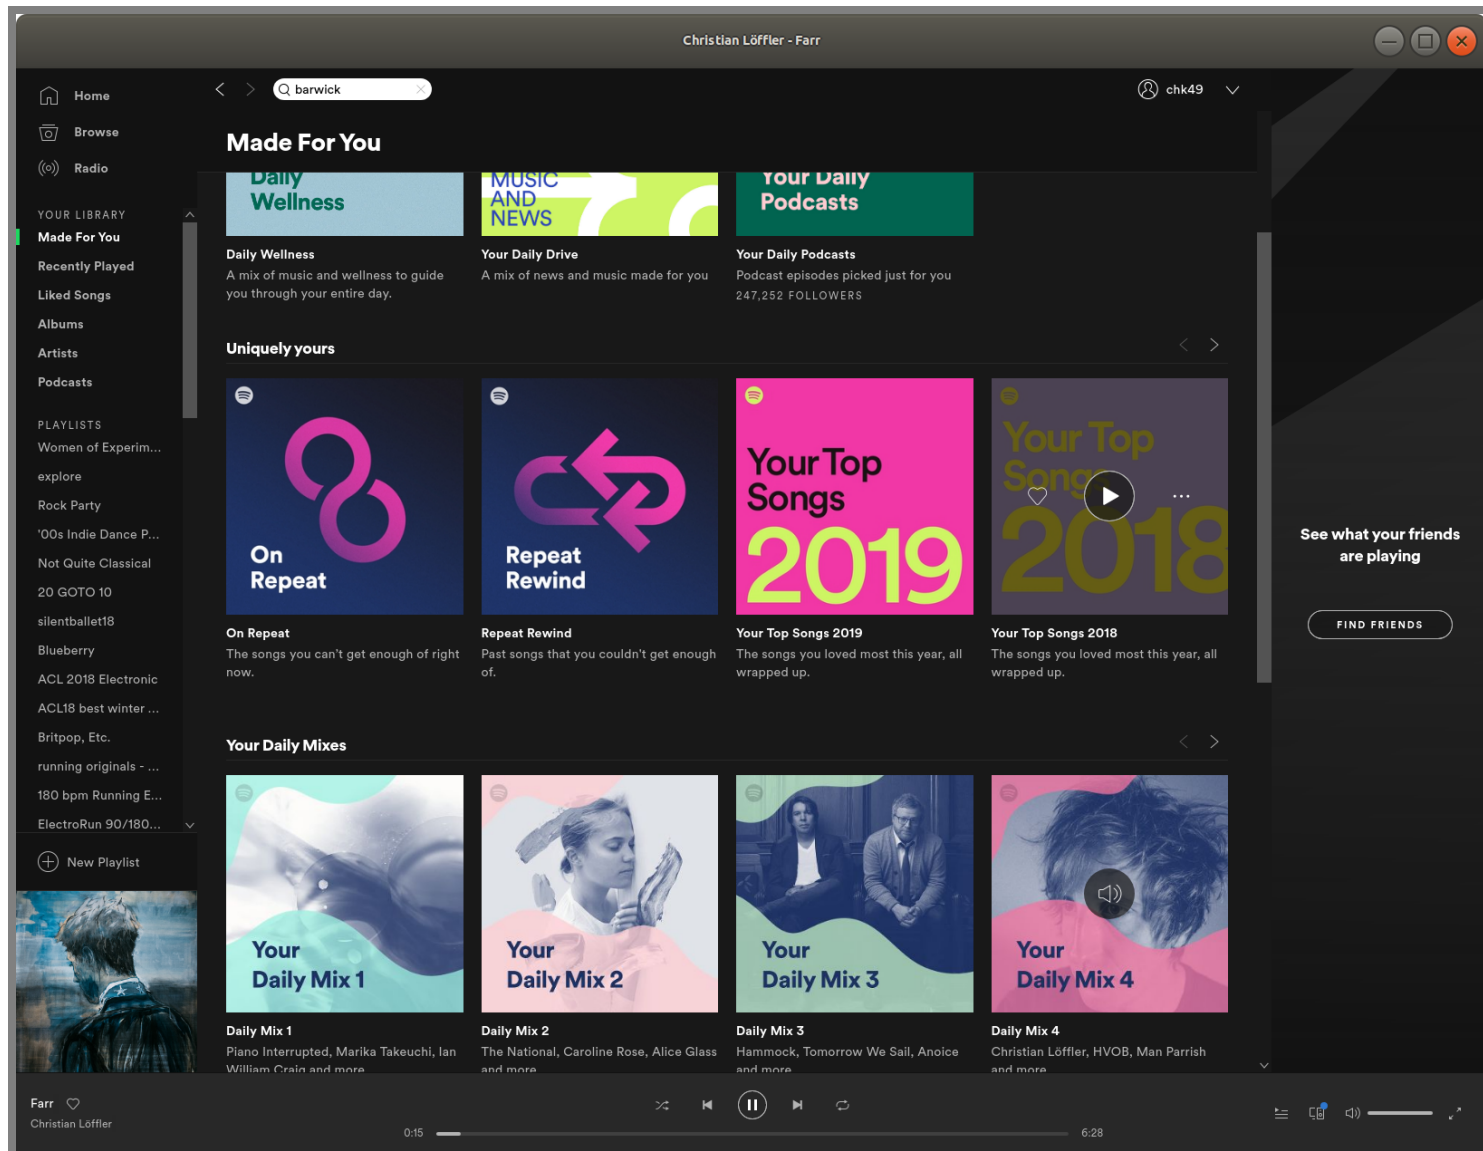 Christian Löffler - Farr
Home
Browse
Radio
YOUR LIBRARY
Made For You
Recently Played
Liked Songs
Albums
Artists
Podcasts
PLAYLISTS
Women of Experim...
explore
Rock Party
'00s Indie Dance P...
Not Quite Classical
20 GOTO 10
silentballet18
Blueberry
ACL 2018 Electronic
ACL18 best winter ...
Britpop, Etc.
running originals - ...
180 bpm Running E...
ElectroRun 90/180...
New Playlist
barwick
chk49
Made For You
Daily
Wellness
MUSIC
AND
NEWS
Your Daily
Podcasts
Daily Wellness
A mix of music and wellness to guide
you through your entire day.
Your Daily Drive
A mix of news and music made for you
Your Daily Podcasts
Podcast episodes picked just for you
247,252 FOLLOWERS
Uniquely yours
On
Repeat
Repeat
Rewind
Your Top
Songs
2019
Your Top
Songs
2018
On Repeat
The songs you can't get enough of right
now.
Repeat Rewind
Past songs that you couldn't get enough
of.
Your Top Songs 2019
The songs you loved most this year, all
wrapped up.
Your Top Songs 2018
The songs you loved most this year, all
wrapped up.
Your Daily Mixes
Your
Daily Mix 1
Your
Daily Mix 2
Your
Daily Mix 3
Your
Daily Mix 4
Daily Mix 1
Piano Interrupted, Marika Takeuchi, Ian
William Craig and more
Daily Mix 2
The National, Caroline Rose, Alice Glass
and more
Daily Mix 3
Hammock, Tomorrow We Sail, Anoice
and more
Daily Mix 4
Christian Löffler, HVOB, Man Parrish
and more
See what your friends
are playing
FIND FRIENDS
Farr
Christian Löffler
0:15
6:28